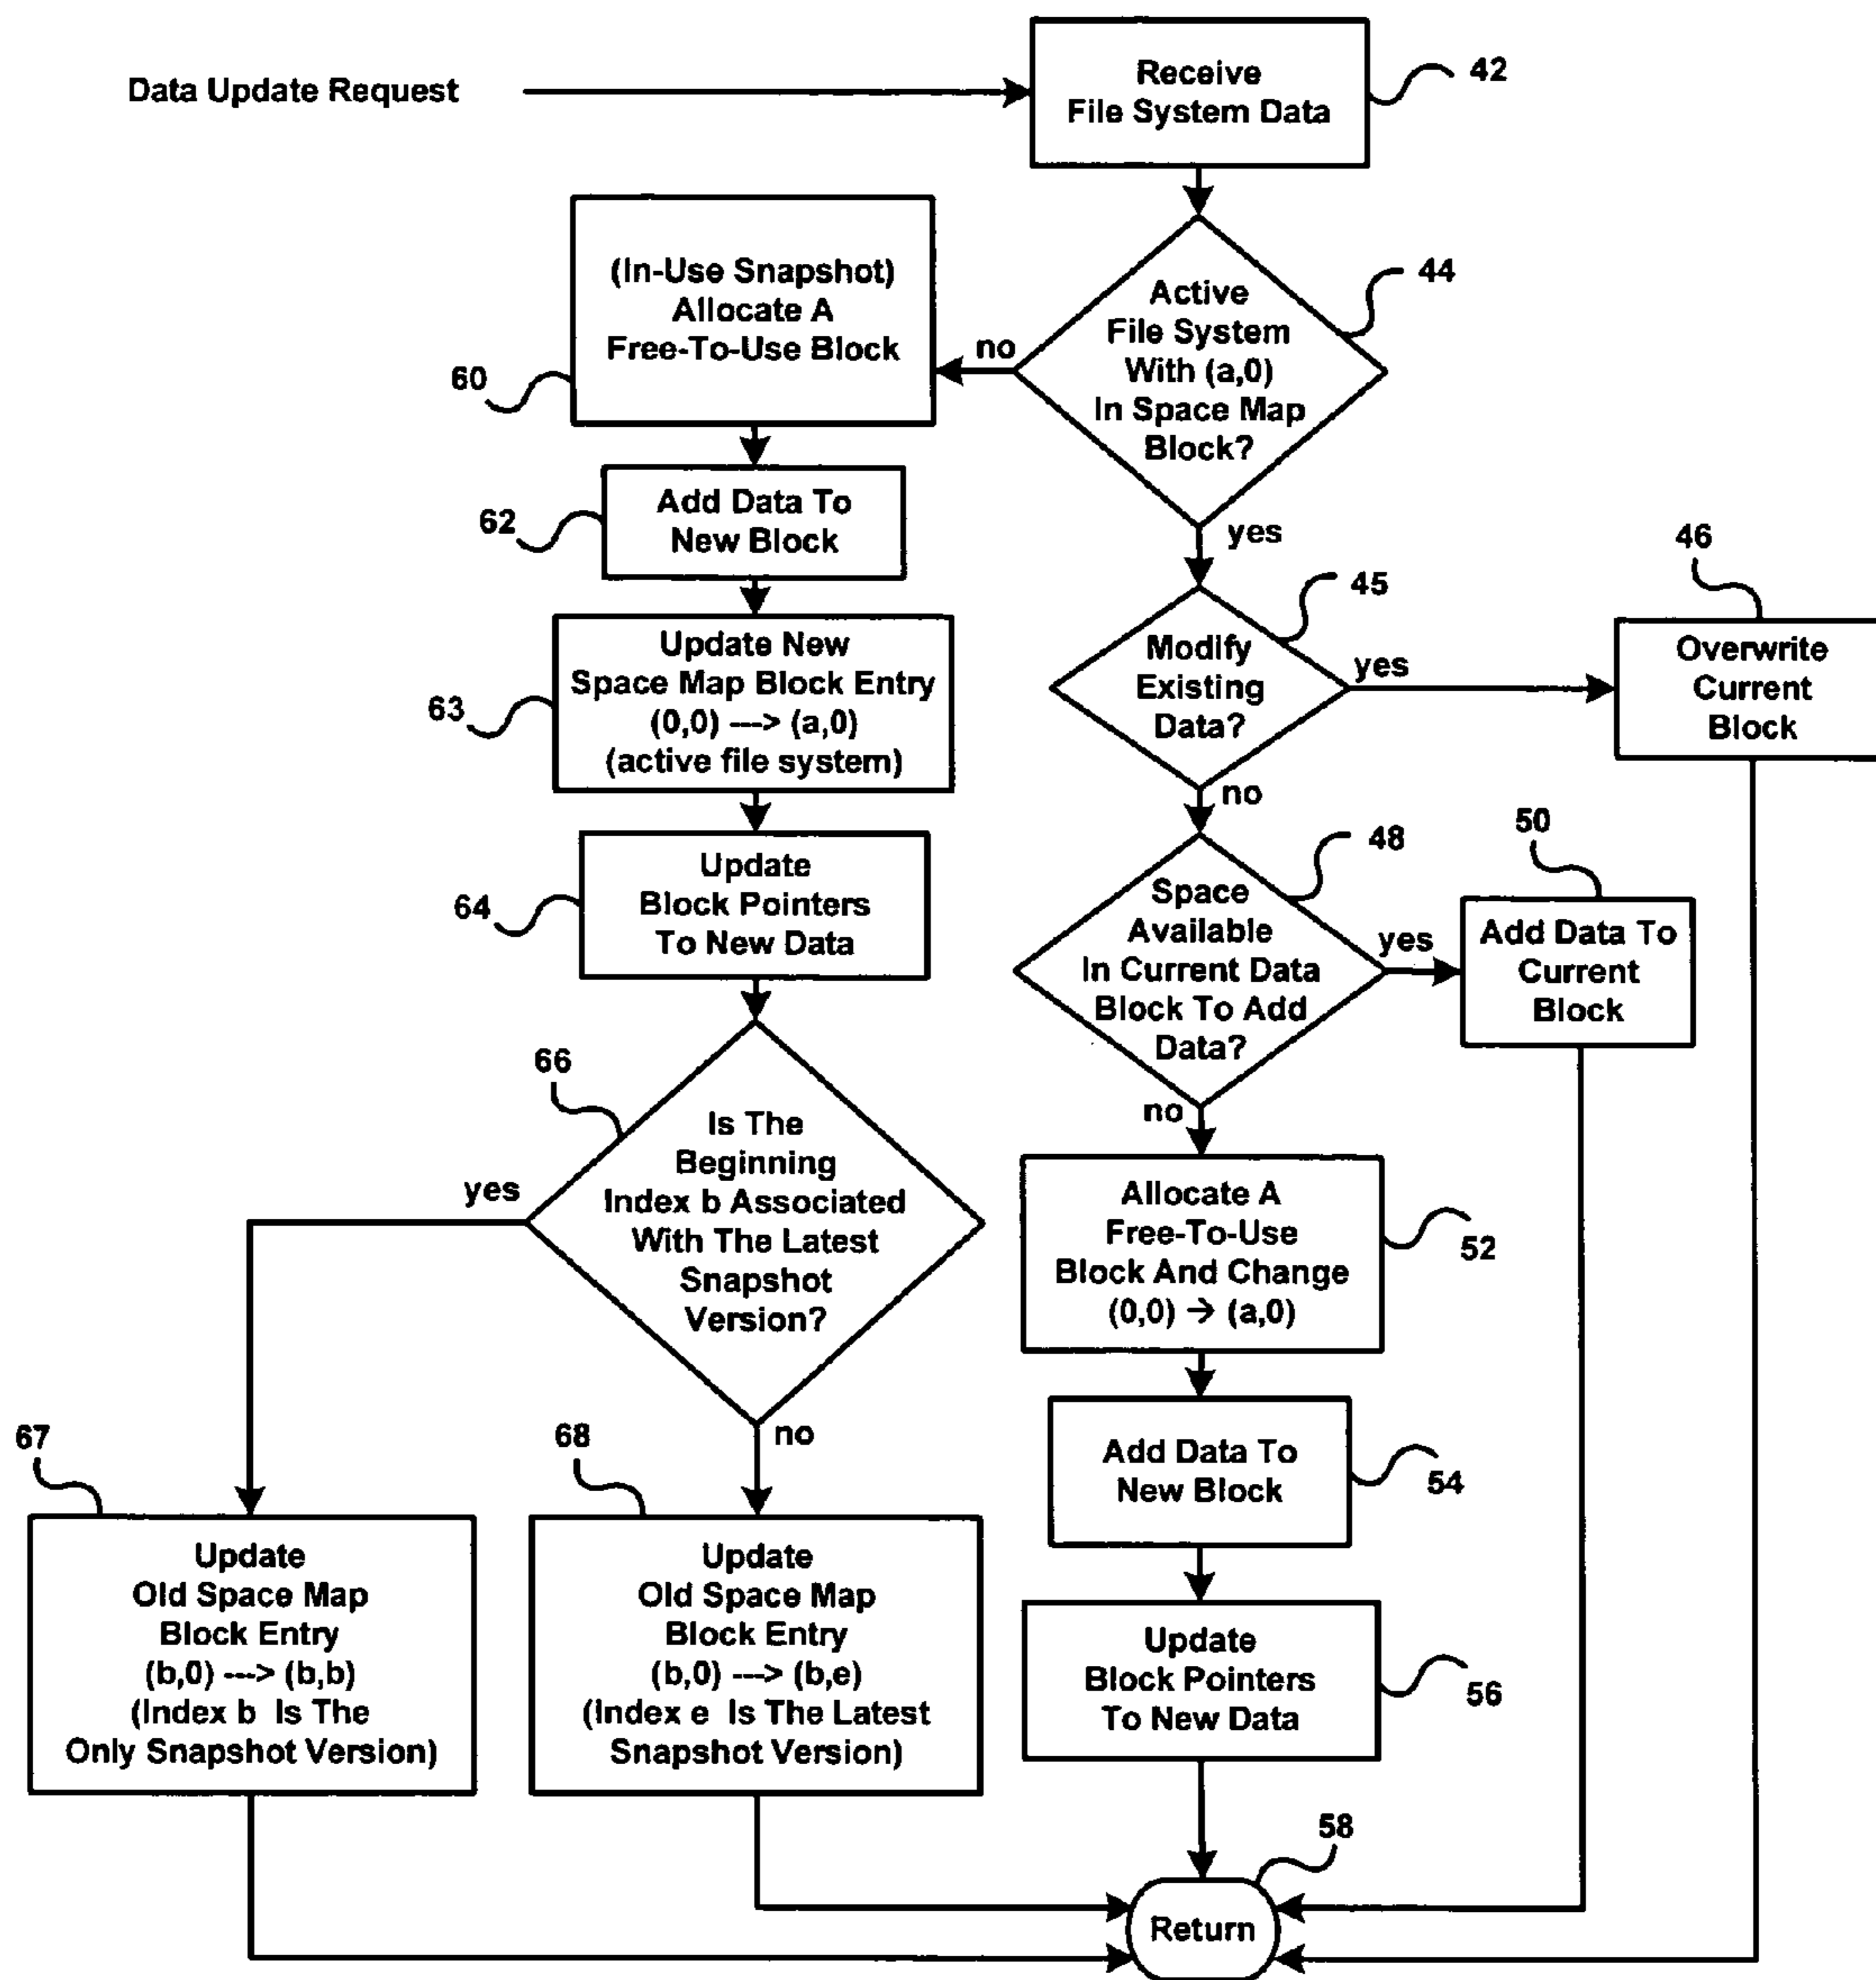 Data Update Request
Receive
File System Data
42
(In-Use Snapshot)
Allocate A
Free-To-Use Block
60
no
Active
File System
With (a,0)
In Space Map
Block?
44
yes
Add Data To
New Block
62
Modify
Existing
Data?
45
yes
46
Overwrite
Current
Block
Update New
Space Map Block Entry
(0,0) ---> (a,0)
(active file system)
63
no
Update
Block Pointers
To New Data
64
Space
Available
In Current Data
Block To Add
Data?
48
yes
50
Add Data To
Current
Block
no
66
Is The
Beginning
Index b Associated
With The Latest
Snapshot
Version?
yes
no
Allocate A
Free-To-Use
Block And Change
(0,0) → (a,0)
52
Add Data To
New Block
54
67
Update
Old Space Map
Block Entry
(b,0) ---> (b,b)
(Index b Is The
Only Snapshot Version)
68
Update
Old Space Map
Block Entry
(b,0) ---> (b,e)
(Index e Is The Latest
Snapshot Version)
Update
Block Pointers
To New Data
56
58
Return